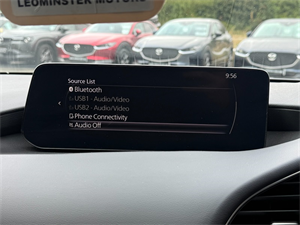 LEOMINSTER MOTORS
9:56
Source List
Bluetooth
USB1 - Audio/Video
USB2 - Audio/Video
Phone Connectivity
Audio Off